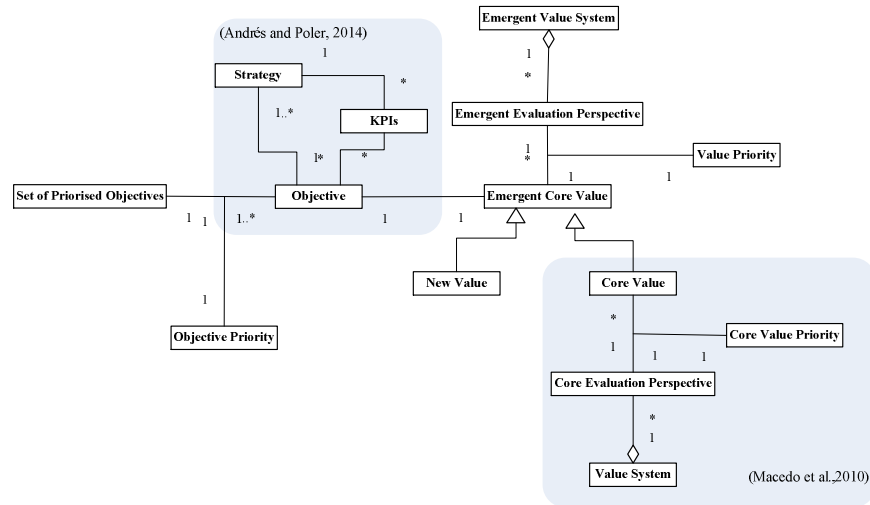 Emergent Value System
(Andrés and Poler, 2014)
1
1
Strategy
*
*
1..*
KPIs
Emergent Evaluation Perspective
1*
*
1
*
Value Priority
1
1
Set of Priorised Objectives
Objective
Emergent Core Value
1
1
1..*
1
1
New Value
Core Value
1
*
Objective Priority
Core Value Priority
1
1
1
Core Evaluation Perspective
*
1
Value System
(Macedo et al.,2010)